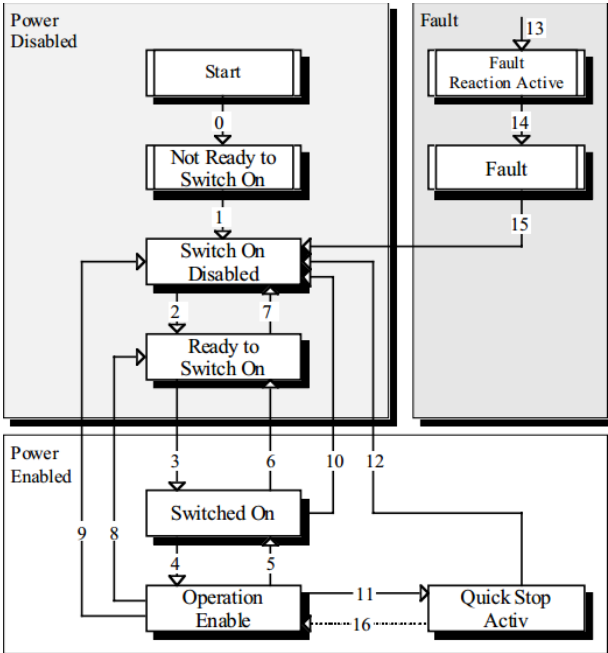 Power
Disabled
Start
0
Not Ready to
Switch On
1
Switch On
Disabled
2
7
Ready to
Switch On
Fault
13
Fault
Reaction Active
14
Fault
15
Power
Enabled
3
6
10
12
Switched On
9
8
4
5
Operation
Enable
11
16
Quick Stop
Activ